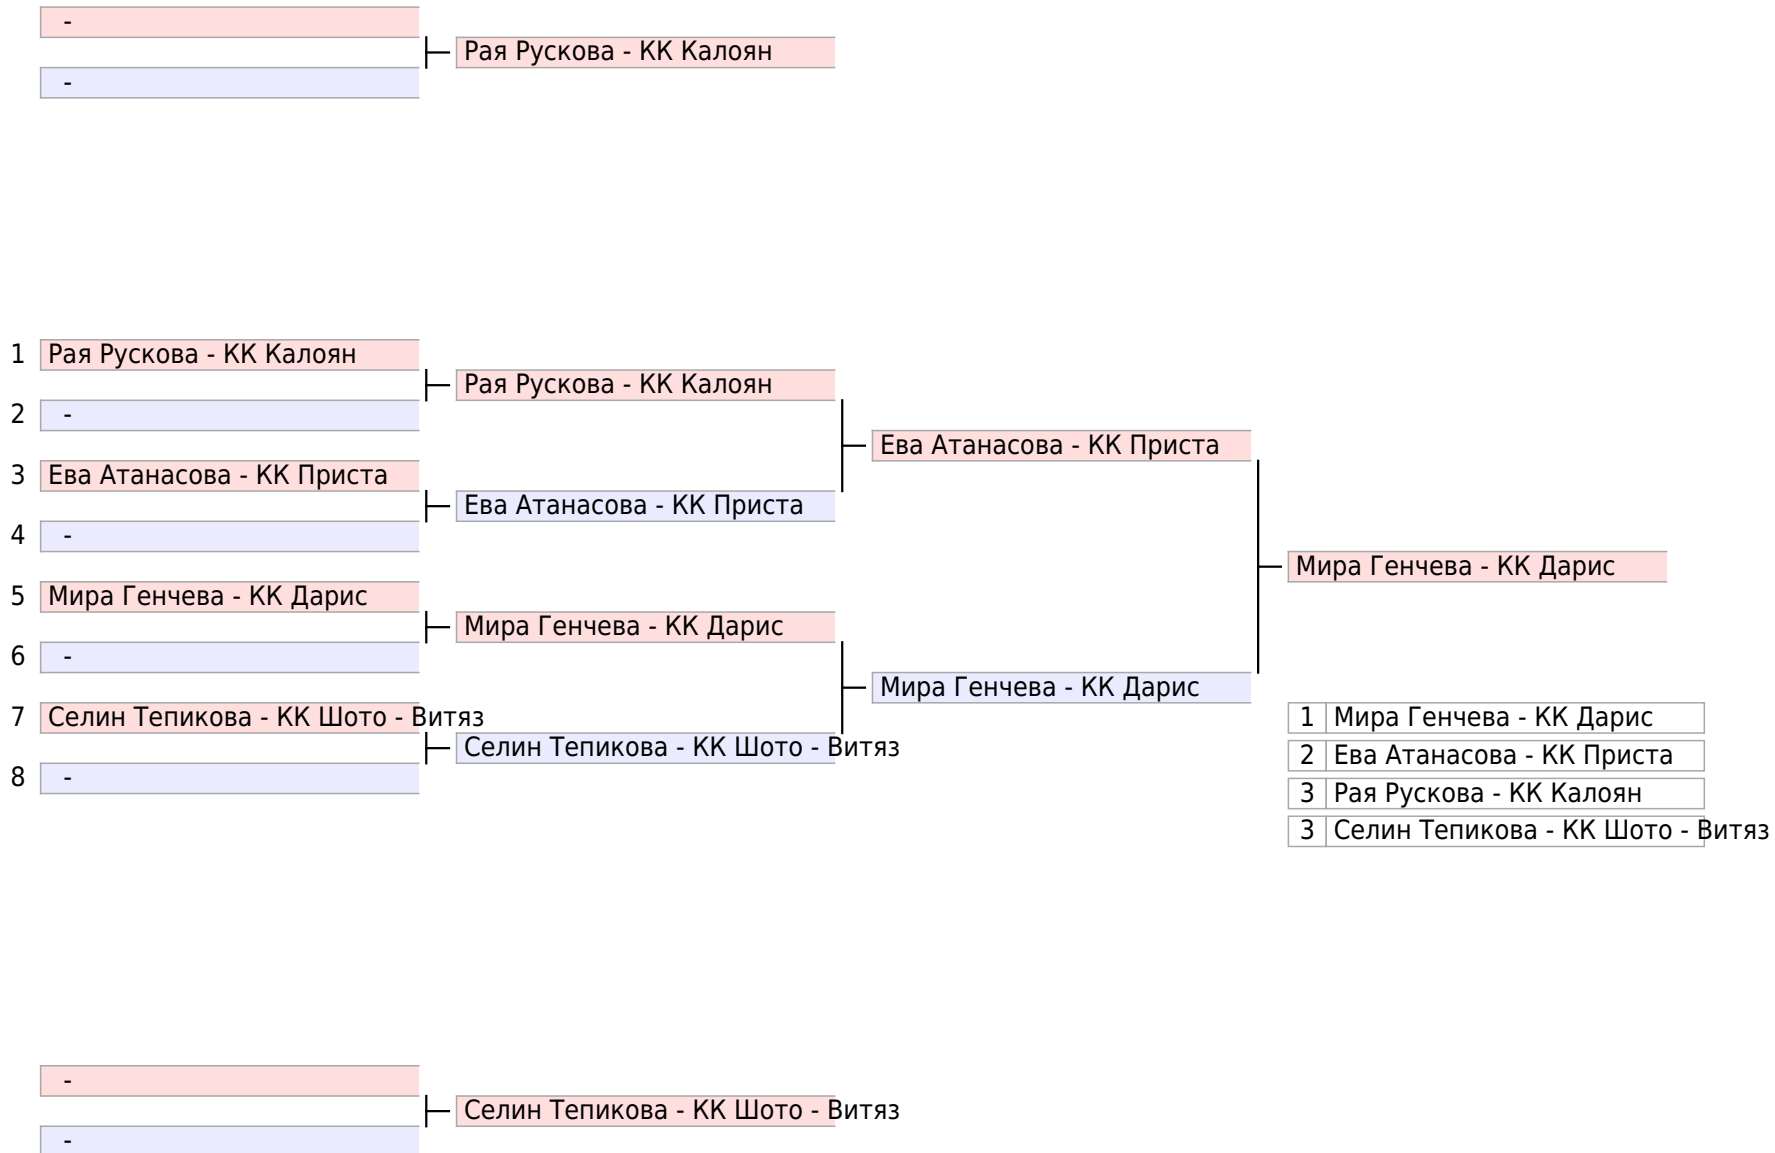 -
Рая Рускова - КК Калоян
-
1 Рая Рускова - КК Калоян
Рая Рускова - КК Калоян
2 -
Ева Атанасова - КК Приста
3 Ева Атанасова - КК Приста
Ева Атанасова - КК Приста
4 -
Мира Генчева - КК Дарис
5 Мира Генчева - КК Дарис
Мира Генчева - КК Дарис
6 -
Мира Генчева - КК Дарис
7 Селин Тепикова - КК Шото - Витяз
1 Мира Генчева - КК Дарис
Селин Тепикова - КК Шото - Витяз
2 Ева Атанасова - КК Приста
8 -
3 Рая Рускова - КК Калоян
3 Селин Тепикова - КК Шото - Витяз
-
Селин Тепикова - КК Шото - Витяз
-